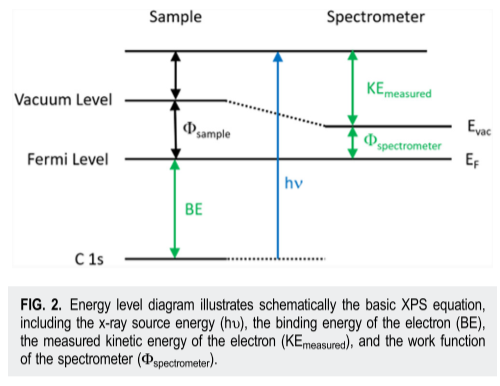 Sample
Spectrometer
KEmeasured
Vacuum Level
Evac
Φsample
Φspectrometer
Fermi Level
EF
hν
BE
C 1s
FIG. 2. Energy level diagram illustrates schematically the basic XPS equation,
including the x-ray source energy (hυ), the binding energy of the electron (BE),
the measured kinetic energy of the electron (KEmeasured), and the work function
of the spectrometer (Φspectrometer).